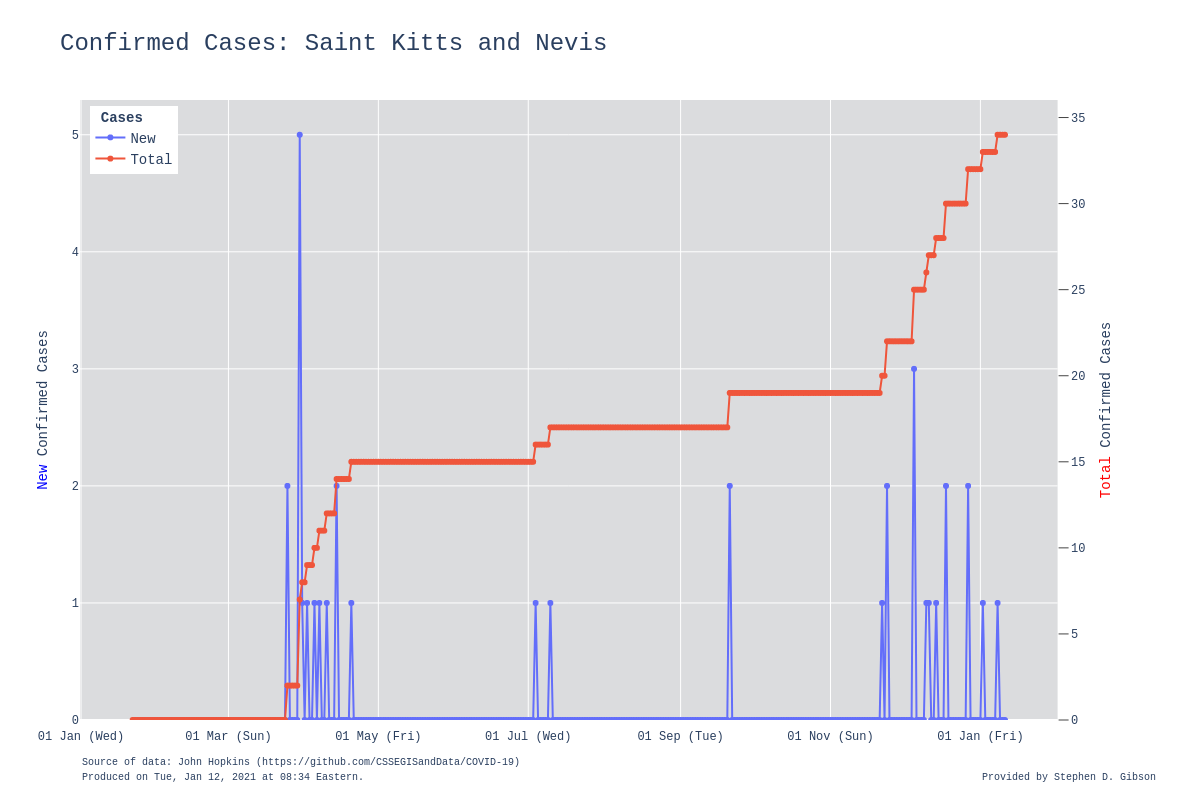 Confirmed Cases: Saint Kitts and Nevis
Cases
New
Total
5
4
3
2
1
0
35
30
25
20
15
10
5
0
New Confirmed Cases
Total Confirmed Cases
01 Jan (Wed)
01 Mar (Sun)
01 May (Fri)
01 Jul (Wed)
01 Sep (Tue)
01 Nov (Sun)
01 Jan (Fri)
Source of data: John Hopkins (https://github.com/CSSEGISandData/COVID-19)
Produced on Tue, Jan 12, 2021 at 08:34 Eastern.
Provided by Stephen D. Gibson